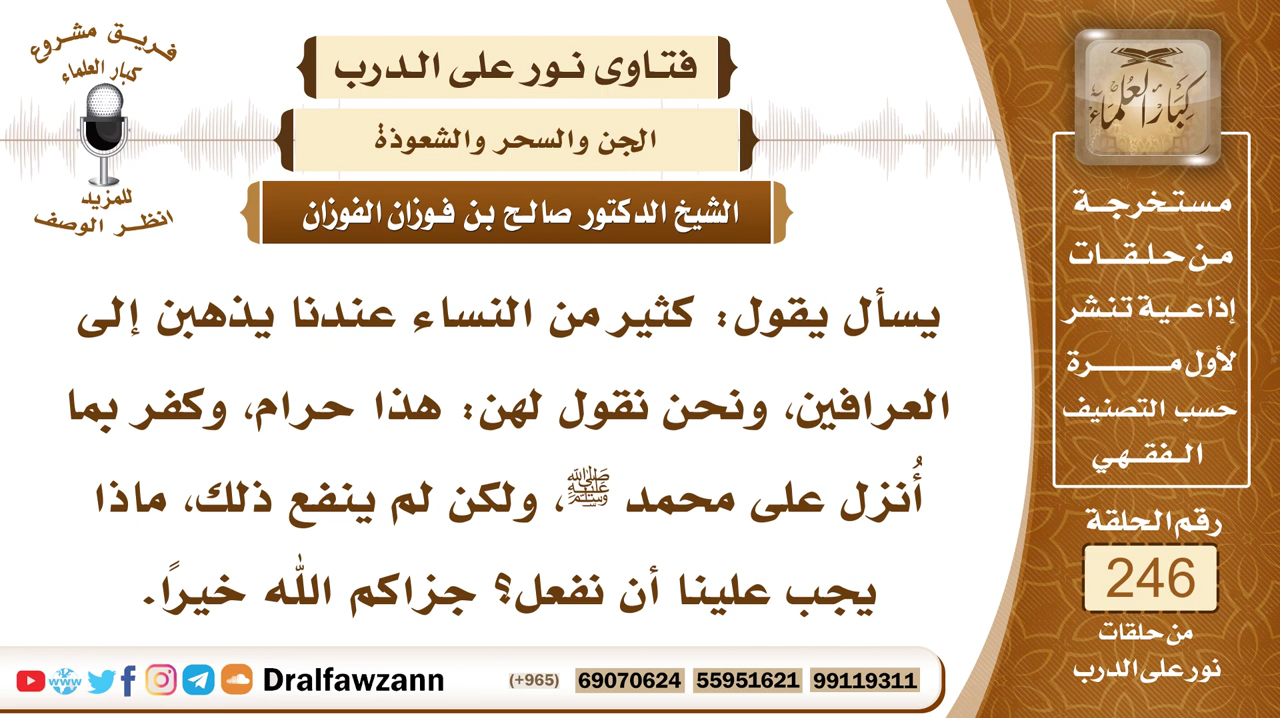 فريق مشروع
كبار العلماء
للمزيد
انظر الوصف
فتاوى نور على الدرب
الجن والسحر والشعوذة
الشيخ الدكتور صالح بن فوزان الفوزان
يسأل يقول: كثير من النساء عندنا يذهبن إلى
العرافين، ونحن نقول لهن: هذا حرام، وكفر بما
أُنزل على محمد ﷺ، ولكن لم ينفع ذلك، ماذا
يجب علينا أن نفعل؟ جزاكم الله خيرًا.
كبار العلماء
مستخرجة
من حلقات
إذاعية تنشر
لأول مرة
حسب التصنيف
الفقهي
رقم الحلقة
246
من حلقات
نور على الدرب
www Dralfawzann (+965) 69070624 55951621 99119311